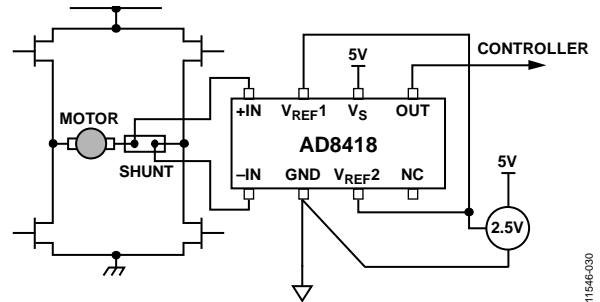 CONTROLLER
5V
+IN VREF1 VS OUT
MOTOR
AD8418
SHUNT
–IN GND VREF2 NC
5V
2.5V
11546-030